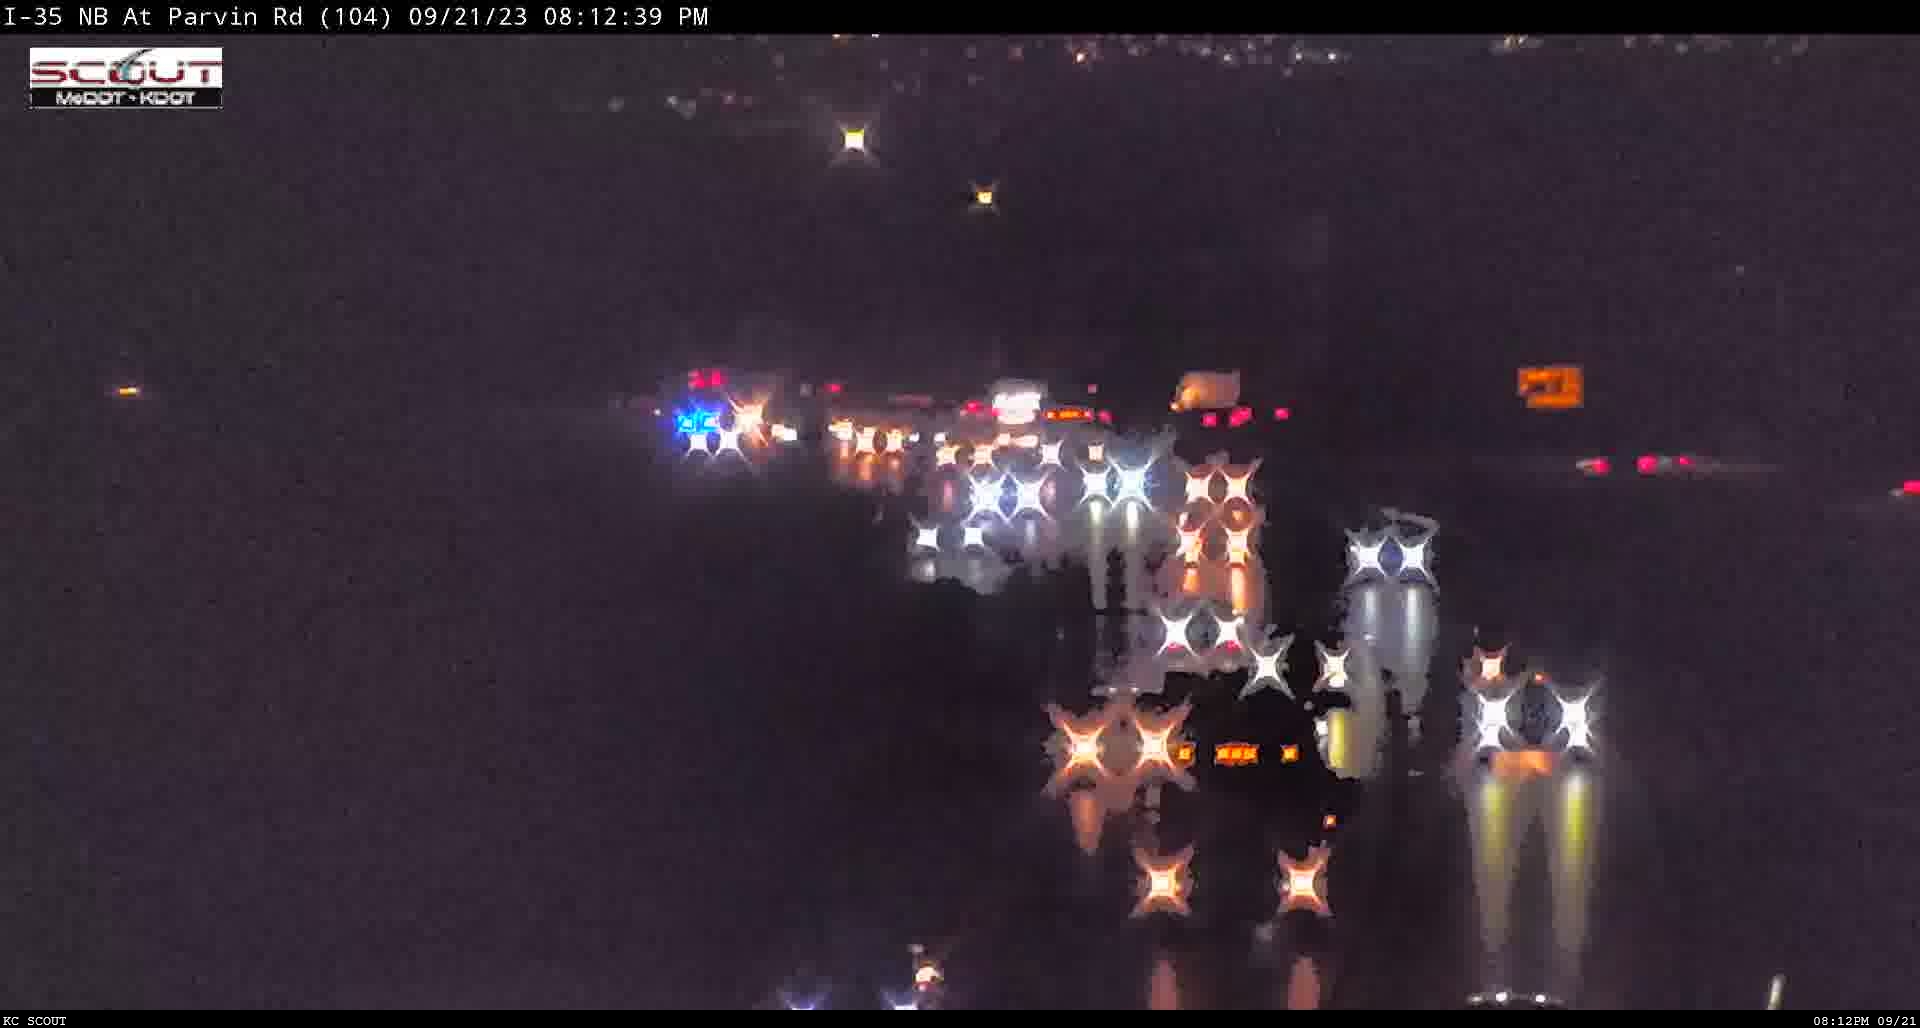 I-35 NB At Parvin Rd (104) 09/21/23 08:12:39 PM
SCOUT
MoDOT - KDOT
KC SCOUT
08:12PM 09/21